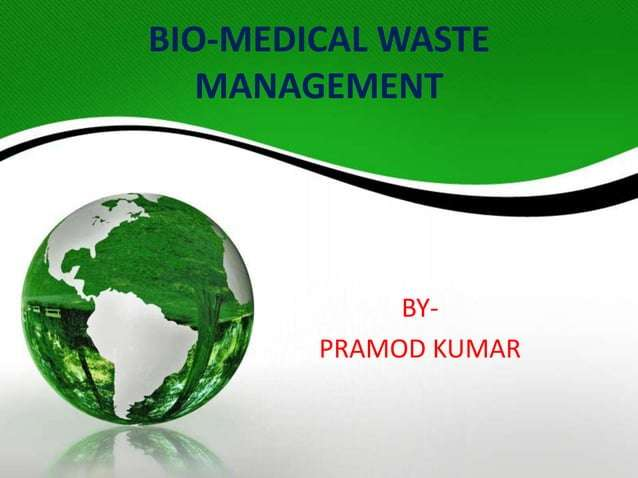 BIO-MEDICAL WASTE
MANAGEMENT
BY-
PRAMOD KUMAR